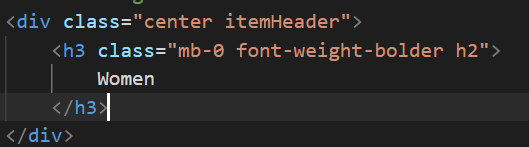 <div class="center itemHeader">
    <h3 class="mb-0 font-weight-bolder h2">
        Women
    </h3>
</div>